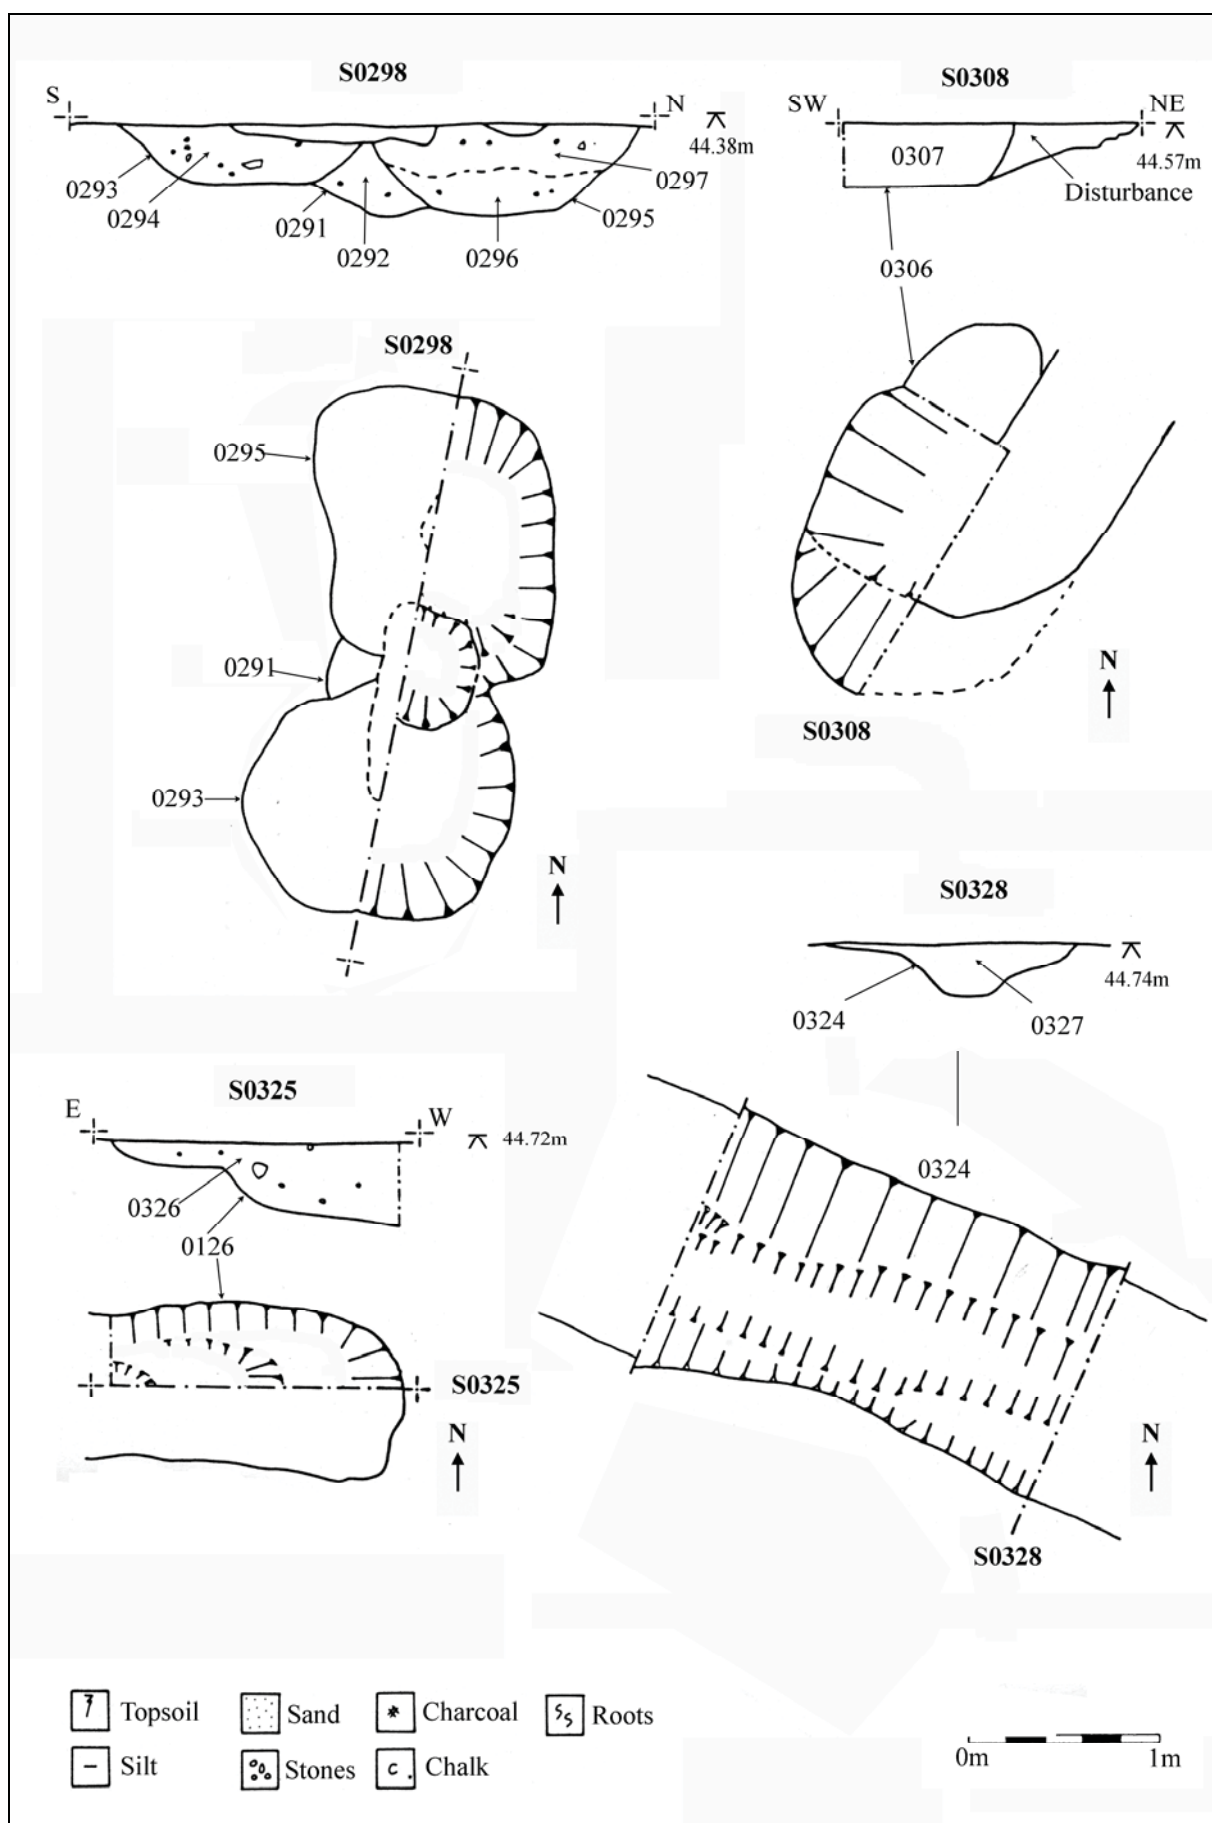 S0298
S N
44.38m
0293
0294
0291
0292
0296
0297
0295
S0308
SW NE
0307
44.57m
Disturbance
0306
S0298
0295
0291
0293
N
N
S0308
S0328
44.74m
0324
0327
S0325
E W
44.72m
0326
0126
S0325
N
0324
N
S0328
Topsoil
Sand
Charcoal
Roots
Silt
Stones
Chalk
0m 1m